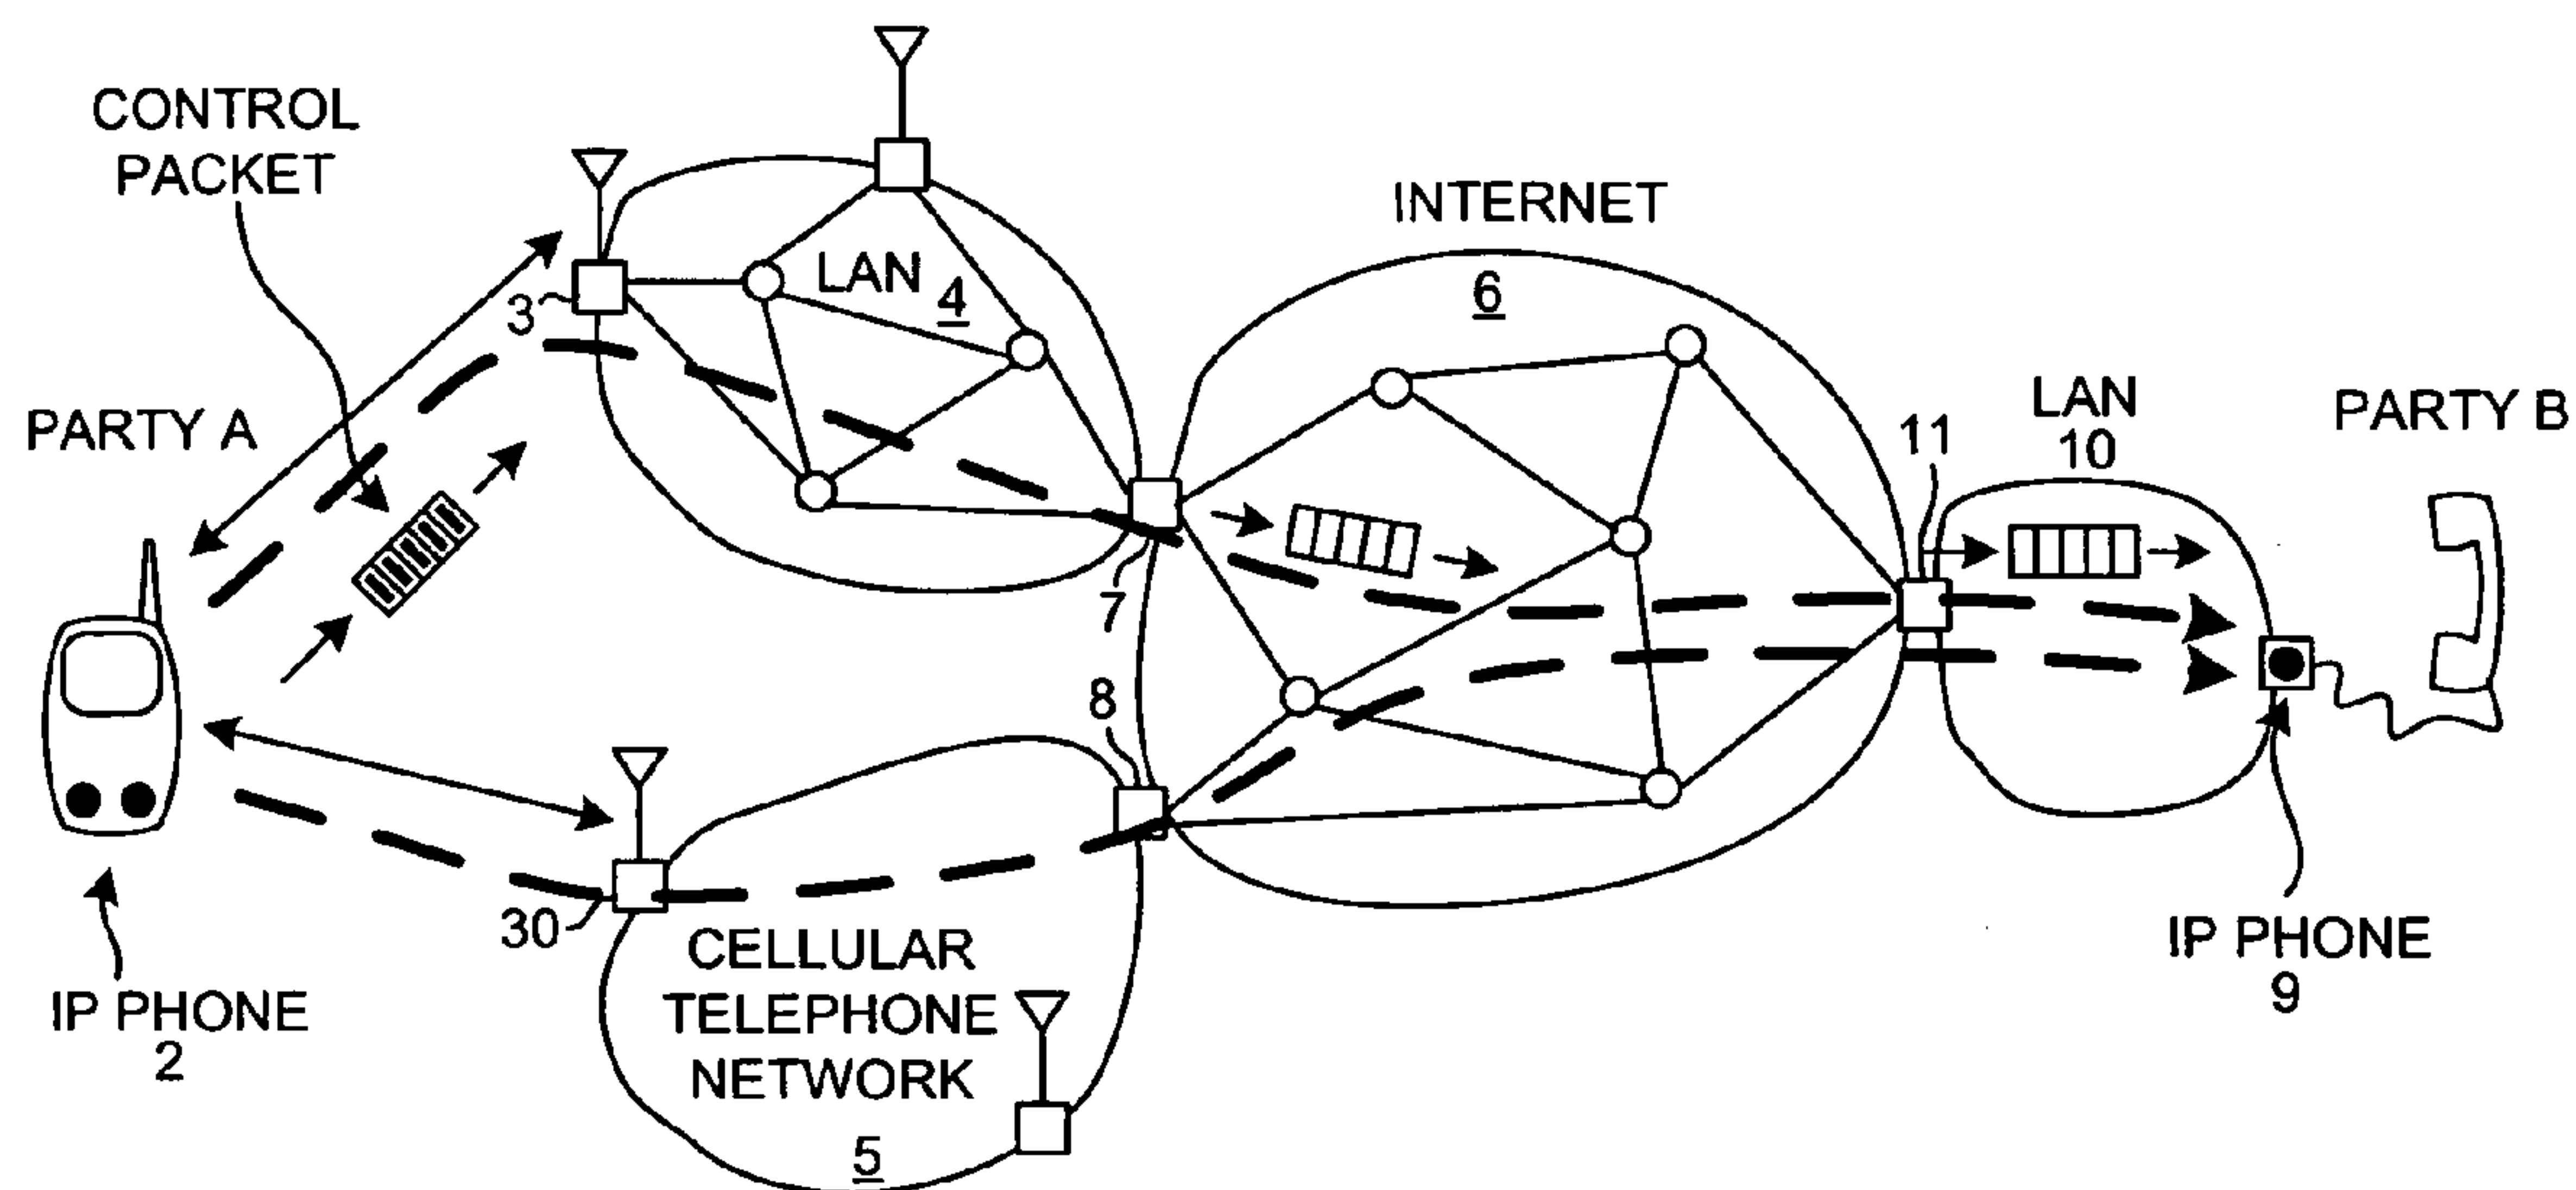 CONTROL
PACKET
INTERNET
6
LAN
4
3
PARTY A
LAN
10
11
PARTY B
7
8
30
CELLULAR
TELEPHONE
NETWORK
5
IP PHONE
2
IP PHONE
9